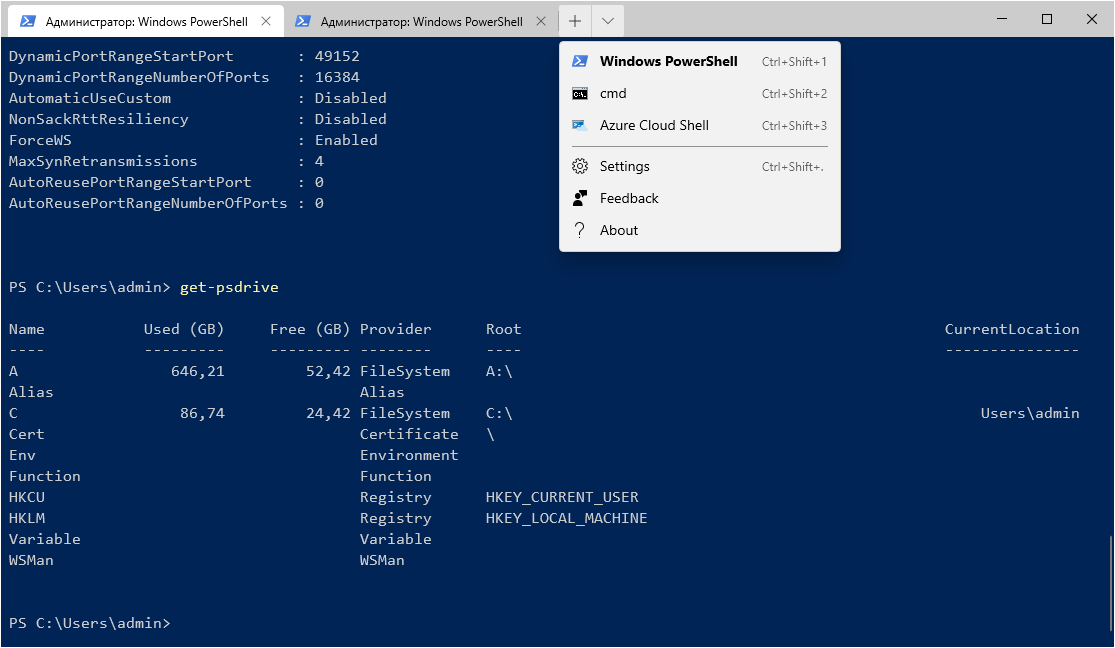 Администратор: Windows PowerShell
Администратор: Windows PowerShell
DynamicPortRangeStartPort : 49152
DynamicPortRangeNumberOfPorts : 16384
AutomaticUseCustom : Disabled
NonSackRttResiliency : Disabled
ForceWS : Enabled
MaxSynRetransmissions : 4
AutoReusePortRangeStartPort : 0
AutoReusePortRangeNumberOfPorts : 0
Windows PowerShell Ctrl+Shift+1
cmd Ctrl+Shift+2
Azure Cloud Shell Ctrl+Shift+3
Settings Ctrl+Shift+.
Feedback
? About
PS C:\Users\admin> get-psdrive
Name Used (GB) Free (GB) Provider Root CurrentLocation
---- --------- --------- -------- ---- ---------------
A 646,21 52,42 FileSystem A:\
Alias Alias
C 86,74 24,42 FileSystem C:\ Users\admin
Cert Certificate \
Env Environment
Function Function
HKCU Registry HKEY_CURRENT_USER
HKLM Registry HKEY_LOCAL_MACHINE
Variable Variable
WSMan WSMan
PS C:\Users\admin>